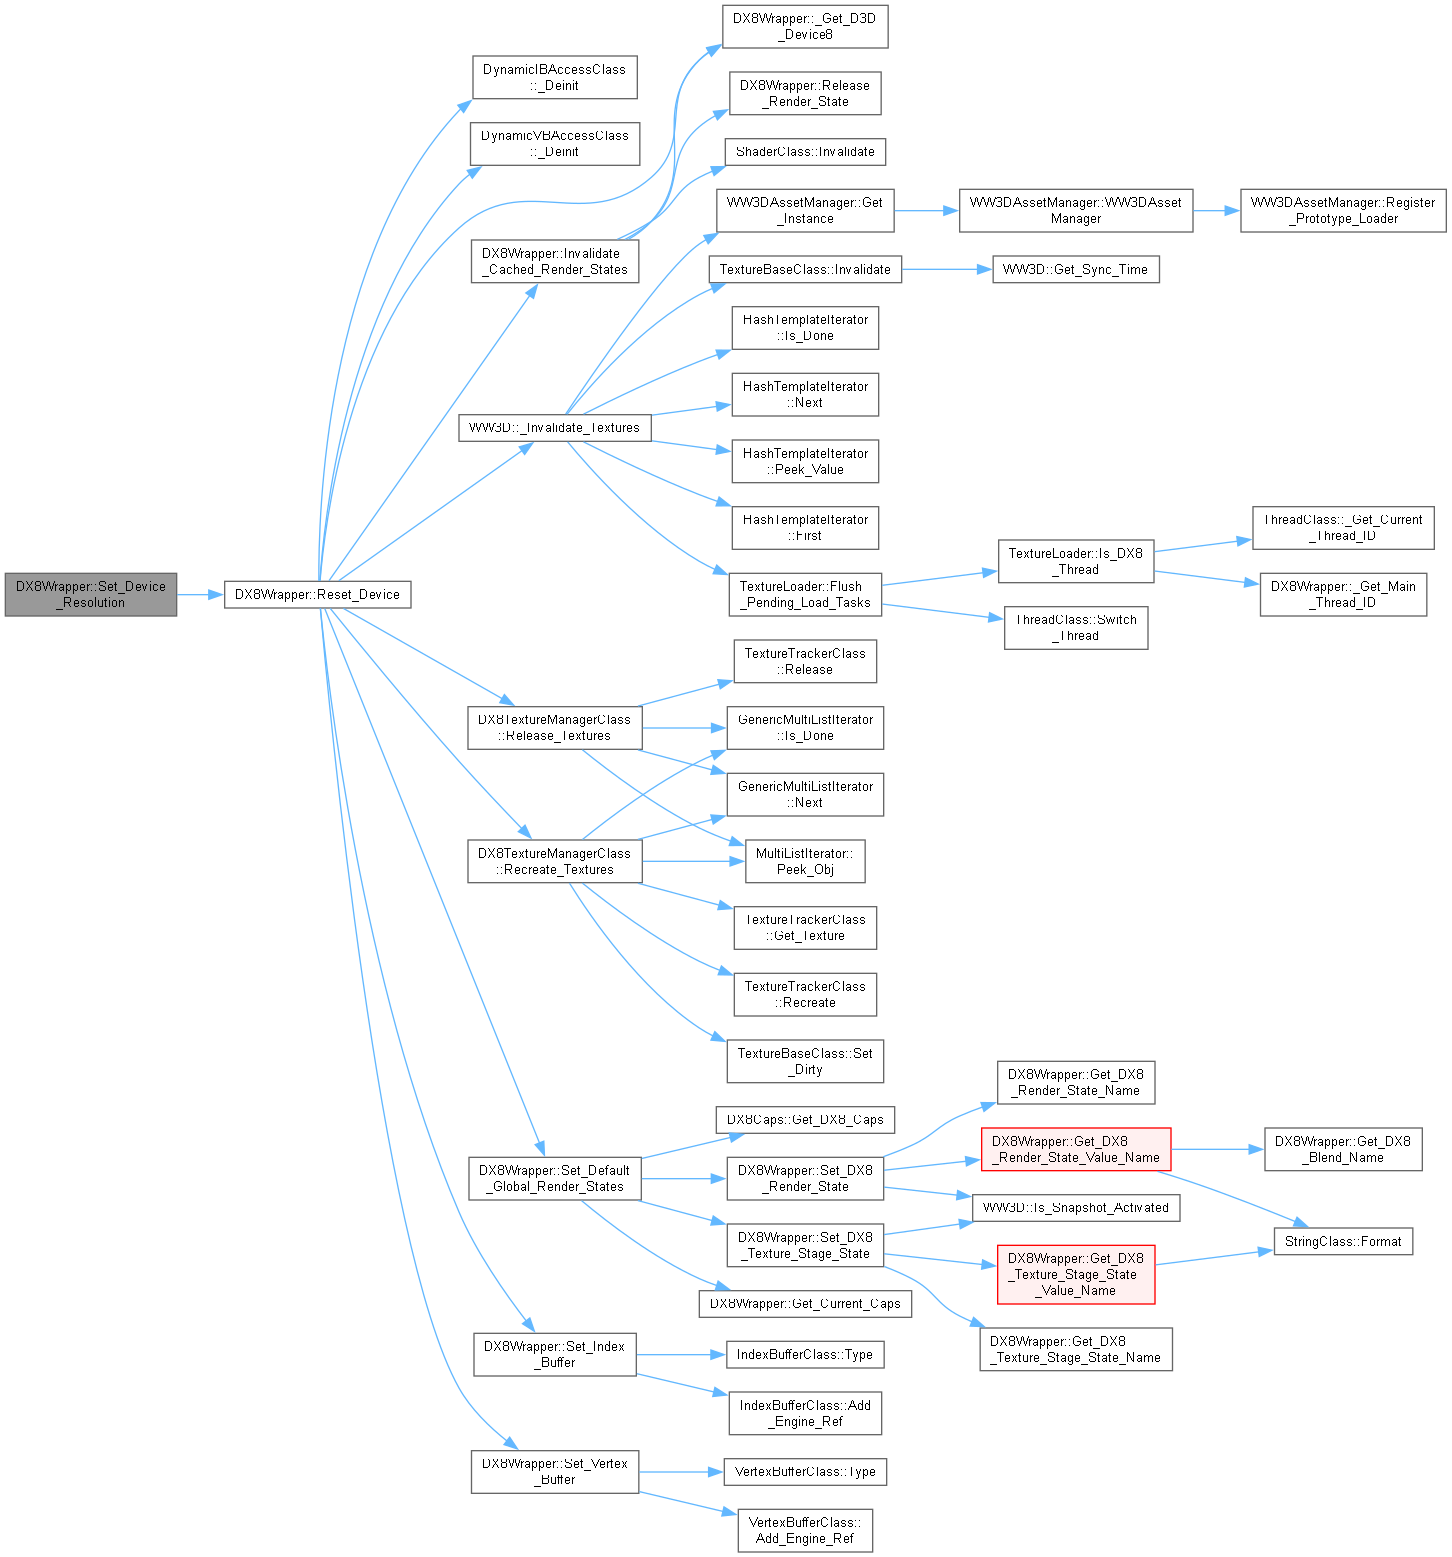 DX8Wrapper::Set_Device
_Resolution
DX8Wrapper::Reset_Device
DynamicIBAccessClass
::_Deinit
DynamicVBAccessClass
::_Deinit
DX8Wrapper::Invalidate
_Cached_Render_States
WW3D::_Invalidate_Textures
DX8TextureManagerClass
::Release_Textures
DX8TextureManagerClass
::Recreate_Textures
DX8Wrapper::Set_Default
_Global_Render_States
DX8Wrapper::Set_Index
_Buffer
DX8Wrapper::Set_Vertex
_Buffer
DX8Wrapper::_Get_D3D
_Device8
DX8Wrapper::Release
_Render_State
ShaderClass::Invalidate
WW3DAssetManager::Get
_Instance
TextureBaseClass::Invalidate
HashTemplateIterator
::Is_Done
HashTemplateIterator
::Next
HashTemplateIterator
::Peek_Value
HashTemplateIterator
::First
TextureLoader::Flush
_Pending_Load_Tasks
TextureTrackerClass
::Release
GenericMultiListIterator
::Is_Done
GenericMultiListIterator
::Next
MultiListIterator::
Peek_Obj
TextureTrackerClass
::Get_Texture
TextureTrackerClass
::Recreate
TextureBaseClass::Set
_Dirty
DX8Caps::Get_DX8_Caps
DX8Wrapper::Set_DX8
_Render_State
DX8Wrapper::Set_DX8
_Texture_Stage_State
DX8Wrapper::Get_Current_Caps
IndexBufferClass::Type
IndexBufferClass::Add
_Engine_Ref
VertexBufferClass::Type
VertexBufferClass::
Add_Engine_Ref
WW3DAssetManager::WW3DAsset
Manager
WW3D::Get_Sync_Time
TextureLoader::Is_DX8
_Thread
ThreadClass::Switch
_Thread
DX8Wrapper::Get_DX8
_Render_State_Name
DX8Wrapper::Get_DX8
_Render_State_Value_Name
WW3D::Is_Snapshot_Activated
DX8Wrapper::Get_DX8
_Texture_Stage_State
_Value_Name
DX8Wrapper::Get_DX8
_Texture_Stage_State_Name
WW3DAssetManager::Register
_Prototype_Loader
ThreadClass::_Get_Current
_Thread_ID
DX8Wrapper::_Get_Main
_Thread_ID
DX8Wrapper::Get_DX8
_Blend_Name
StringClass::Format